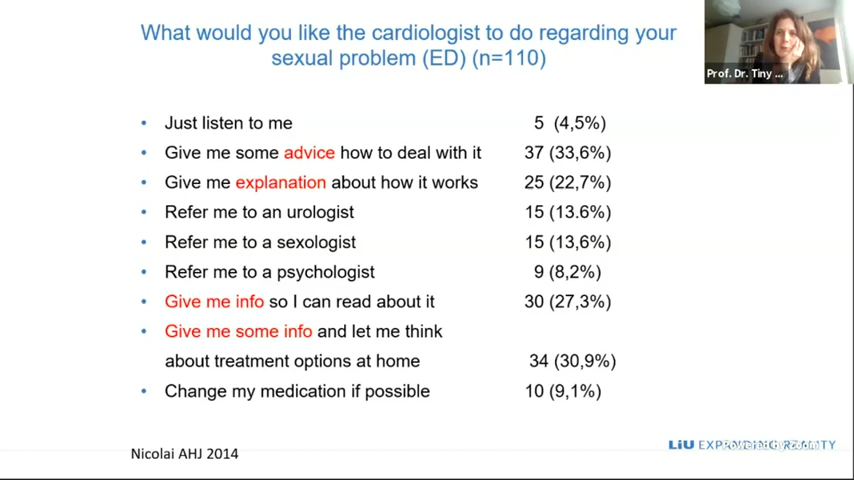 What would you like the cardiologist to do regarding your
sexual problem (ED) (n=110)
Prof. Dr. Tiny ...
• Just listen to me 5 (4,5%)
• Give me some advice how to deal with it 37 (33,6%)
• Give me explanation about how it works 25 (22,7%)
• Refer me to an urologist 15 (13.6%)
• Refer me to a sexologist 15 (13,6%)
• Refer me to a psychologist 9 (8,2%)
• Give me info so I can read about it 30 (27,3%)
• Give me some info and let me think
about treatment options at home 34 (30,9%)
• Change my medication if possible 10 (9,1%)
Nicolai AHJ 2014
LiU EXPANDING REALITY